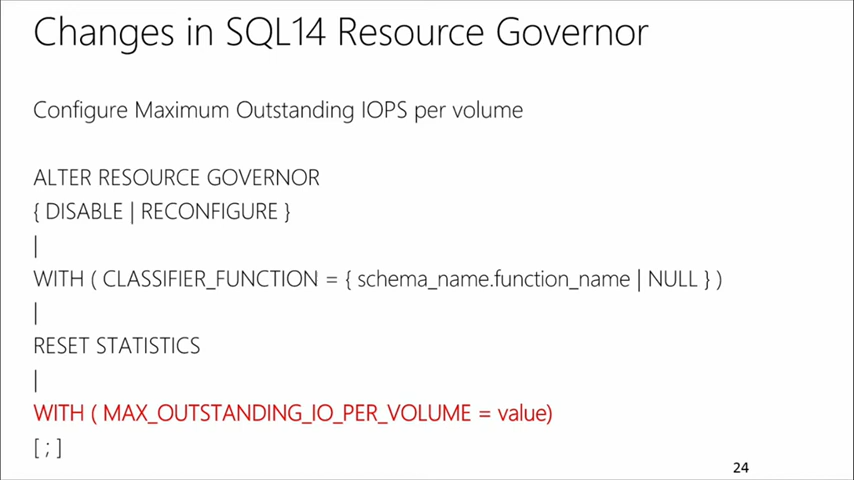 Changes in SQL14 Resource Governor
Configure Maximum Outstanding IOPS per volume
ALTER RESOURCE GOVERNOR
{ DISABLE | RECONFIGURE }
|
WITH ( CLASSIFIER_FUNCTION = { schema_name.function_name | NULL } )
|
RESET STATISTICS
|
WITH ( MAX_OUTSTANDING_IO_PER_VOLUME = value)
[ ; ]
24